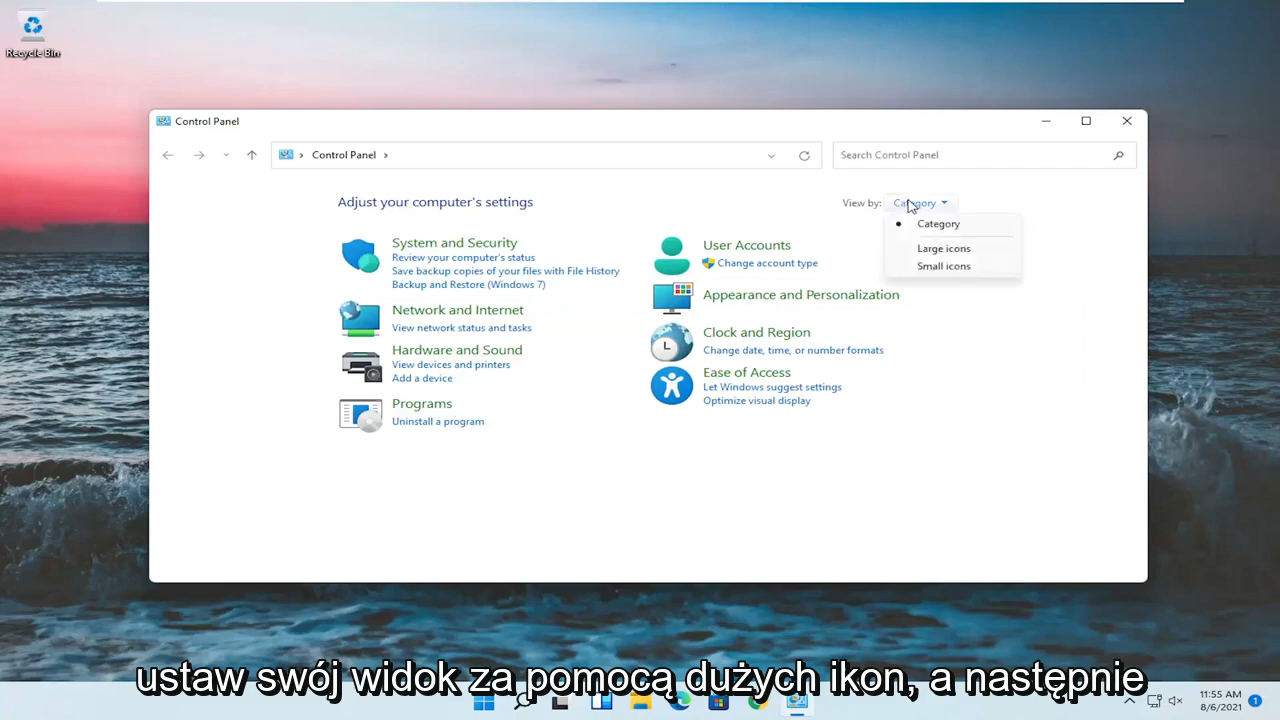 Recycle Bin
Control Panel
Control Panel
Search Control Panel
Adjust your computer's settings
View by: Category
Category
Large icons
Small icons
System and Security
Review your computer's status
Save backup copies of your files with File History
Backup and Restore (Windows 7)
Network and Internet
View network status and tasks
Hardware and Sound
View devices and printers
Add a device
Programs
Uninstall a program
User Accounts
Change account type
Appearance and Personalization
Clock and Region
Change date, time, or number formats
Ease of Access
Let Windows suggest settings
Optimize visual display
ustaw swój widok za pomocą dużych ikon, a następnie
11:55 AM
8/6/2021
1